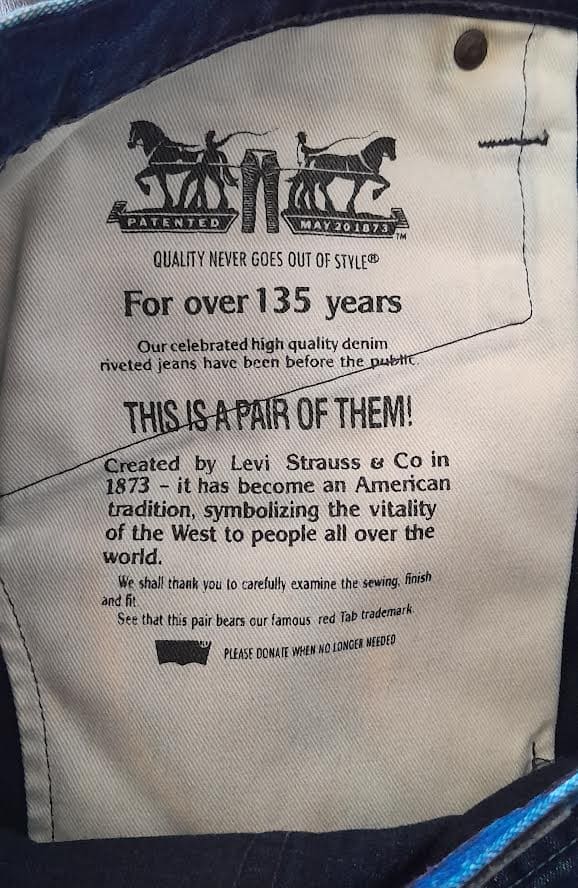 PATENTED MAY 20 1873 ™
QUALITY NEVER GOES OUT OF STYLE®
For over 135 years
Our celebrated high quality denim
riveted jeans have been before the public.
THIS IS A PAIR OF THEM!
Created by Levi Strauss & Co in
1873 - it has become an American
tradition, symbolizing the vitality
of the West to people all over the
world.
We shall thank you to carefully examine the sewing, finish
and fit.
See that this pair bears our famous red Tab trademark.
PLEASE DONATE WHEN NO LONGER NEEDED